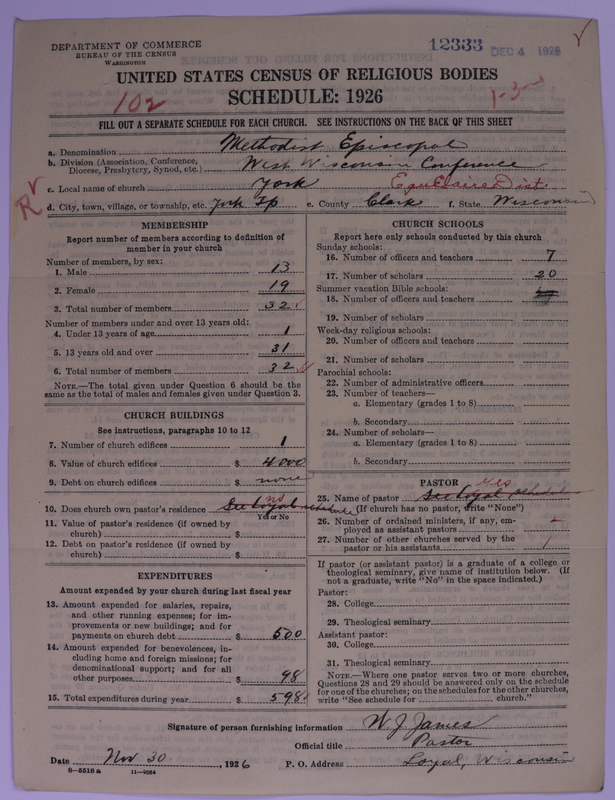 DEPARTMENT OF COMMERCE
BUREAU OF THE CENSUS
WASHINGTON
12333 DEC 4 1926
UNITED STATES CENSUS OF RELIGIOUS BODIES
SCHEDULE: 1926
102
1-3
FILL OUT A SEPARATE SCHEDULE FOR EACH CHURCH. SEE INSTRUCTIONS ON THE BACK OF THIS SHEET
a. Denomination Methodist Episcopal
b. Division (Association, Conference, Diocese, Presbytery, Synod, etc.) West Wisconsin Conference
c. Local name of church York Eau Claire Dist.
R
d. City, town, village, or township, etc. York Tp e. County Clark f. State Wisconsin
MEMBERSHIP
Report number of members according to definition of
member in your church
Number of members, by sex:
1. Male 13
2. Female 19
3. Total number of members 32
Number of members under and over 13 years old:
4. Under 13 years of age 1
5. 13 years old and over 31
6. Total number of members 32
NOTE.—The total given under Question 6 should be
same as the total of males and females given under Question 3.
CHURCH BUILDINGS
See instructions, paragraphs 10 to 12
7. Number of church edifices 1
8. Value of church edifices $ 4000
9. Debt on church edifices $ none
10. Does church own pastor's residence See Loyal schedule no
Yes or No
11. Value of pastor's residence (if owned by
church) $
12. Debt on pastor's residence (if owned by
church) $
EXPENDITURES
Amount expended by your church during last fiscal year
13. Amount expended for salaries, repairs,
and other running expenses; for im-
provements or new buildings; and for
payments on church debt $ 500
14. Amount expended for benevolences, in-
cluding home and foreign missions; for
denominational support; and for all
other purposes $ 98
15. Total expenditures during year $ 598
CHURCH SCHOOLS
Report here only schools conducted by this church
Sunday schools:
16. Number of officers and teachers 7
17. Number of scholars 20
Summer vacation Bible schools:
18. Number of officers and teachers
19. Number of scholars
Week-day religious schools:
20. Number of officers and teachers
21. Number of scholars
Parochial schools:
22. Number of administrative officers
23. Number of teachers—
a. Elementary (grades 1 to 8)
b. Secondary
24. Number of scholars—
a. Elementary (grades 1 to 8)
b. Secondary
PASTOR
25. Name of pastor See Loyal schedule yes
(If church has no pastor, write "None")
26. Number of ordained ministers, if any, em-
ployed as assistant pastors
27. Number of other churches served by the
pastor or his assistants 1
If pastor (or assistant pastor) is a graduate of a college or
theological seminary, give name of institution below. (If
not a graduate, write "No" in the space indicated.)
Pastor:
28. College
29. Theological seminary
Assistant pastor:
30. College
31. Theological seminary
NOTE.—Where one pastor serves two or more churches,
Questions 28 and 29 should be answered only on the schedule
for one of the churches; on the schedules for the other churches,
write "See schedule for church."
Signature of person furnishing information W. J. James
Official title Pastor
Date Nov 30, 1926 P. O. Address Loyal, Wisconsin
8-5518 a 11-2054